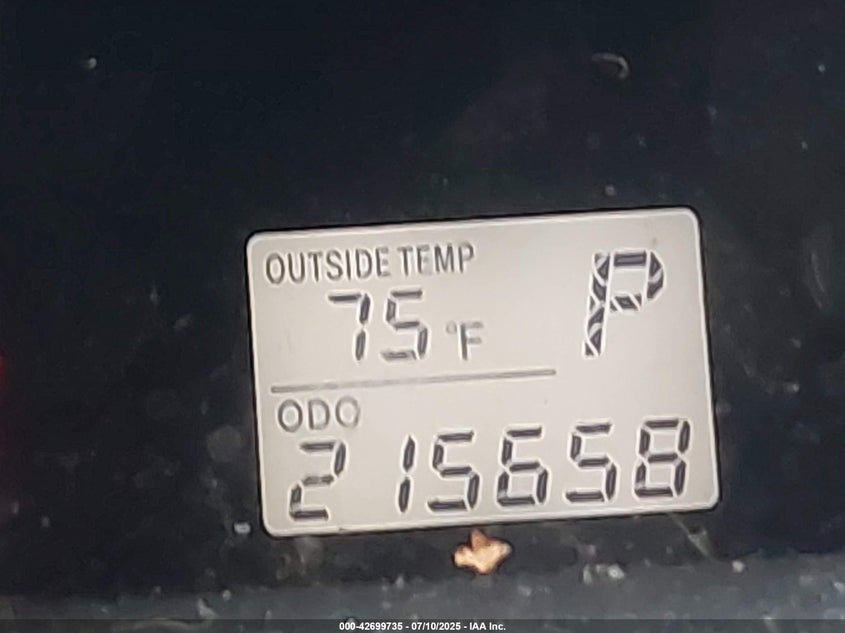 OUTSIDE TEMP
75 °F P
ODO
215658
000-42699735 - 07/10/2025 - IAA Inc.